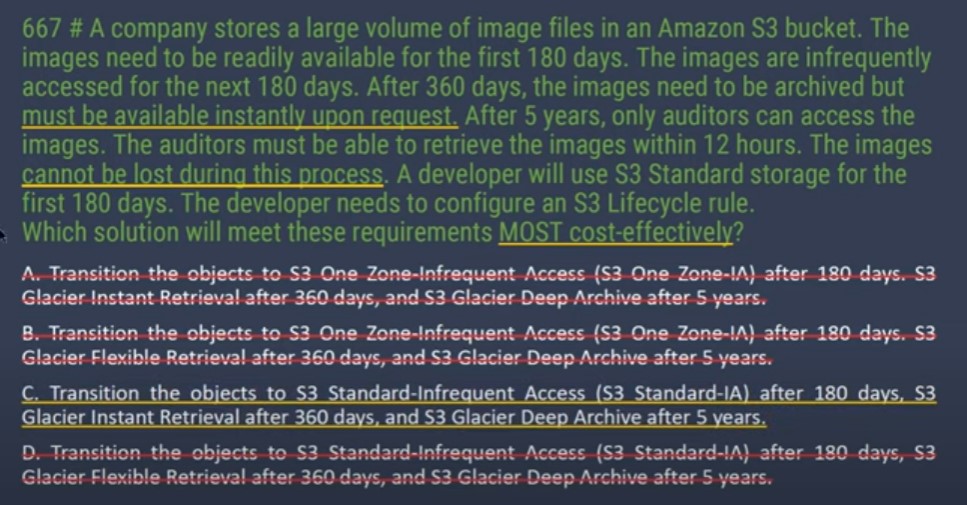 667 # A company stores a large volume of image files in an Amazon S3 bucket. The
images need to be readily available for the first 180 days. The images are infrequently
accessed for the next 180 days. After 360 days, the images need to be archived but
must be available instantly upon request. After 5 years, only auditors can access the
images. The auditors must be able to retrieve the images within 12 hours. The images
cannot be lost during this process. A developer will use S3 Standard storage for the
first 180 days. The developer needs to configure an S3 Lifecycle rule.
Which solution will meet these requirements MOST cost-effectively?
A. Transition the objects to S3 One Zone-Infrequent Access (S3 One Zone-IA) after 180 days. S3
Glacier Instant Retrieval after 360 days, and S3 Glacier Deep Archive after 5 years.
B. Transition the objects to S3 One Zone-Infrequent Access (S3 One Zone-IA) after 180 days. S3
Glacier Flexible Retrieval after 360 days, and S3 Glacier Deep Archive after 5 years.
C. Transition the objects to S3 Standard-Infrequent Access (S3 Standard-IA) after 180 days, S3
Glacier Instant Retrieval after 360 days, and S3 Glacier Deep Archive after 5 years.
D. Transition the objects to S3 Standard-Infrequent Access (S3 Standard-IA) after 180 days, S3
Glacier Flexible Retrieval after 360 days, and S3 Glacier Deep Archive after 5 years.